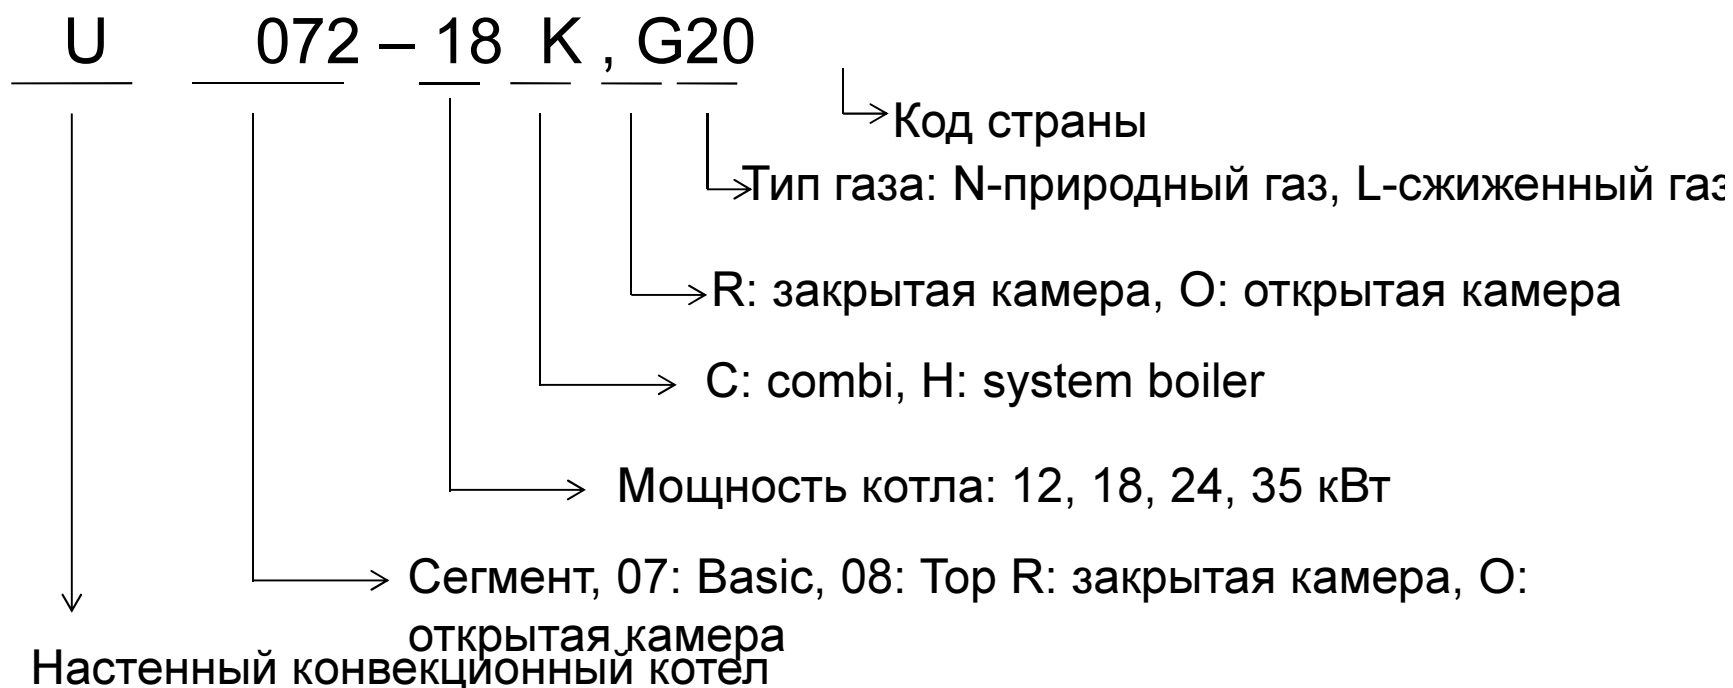 U 072 – 18 K , G20
Код страны
Тип газа: N-природный газ, L-сжиженный газ
R: закрытая камера, O: открытая камера
C: combi, H: system boiler
Мощность котла: 12, 18, 24, 35 кВт
Сегмент, 07: Basic, 08: Top R: закрытая камера, O:
открытая камера
Настенный конвекционный котел